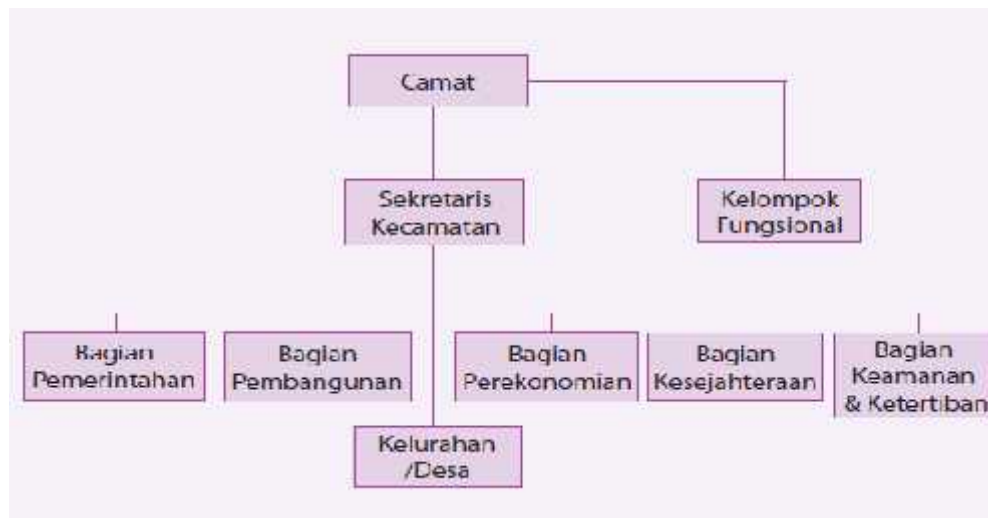 Camat
Sekretaris
Kecamatan
Kelompok
Fungsional
Bagian
Pemerintahan
Bagian
Pembangunan
Bagian
Perekonomian
Bagian
Kesejahteraan
Bagian
Keamanan
& Ketertiban
Kelurahan
/Desa